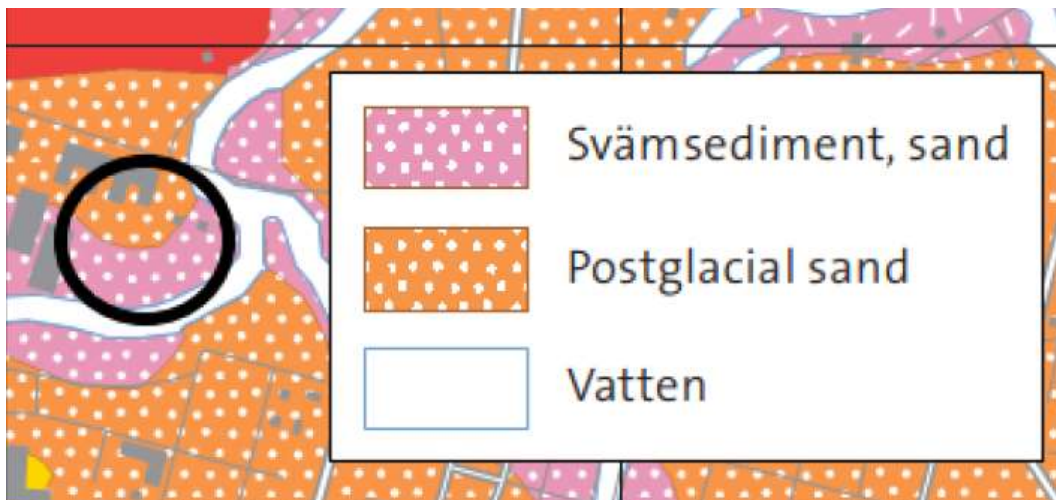 Svämsediment, sand
Postglacial sand
Vatten